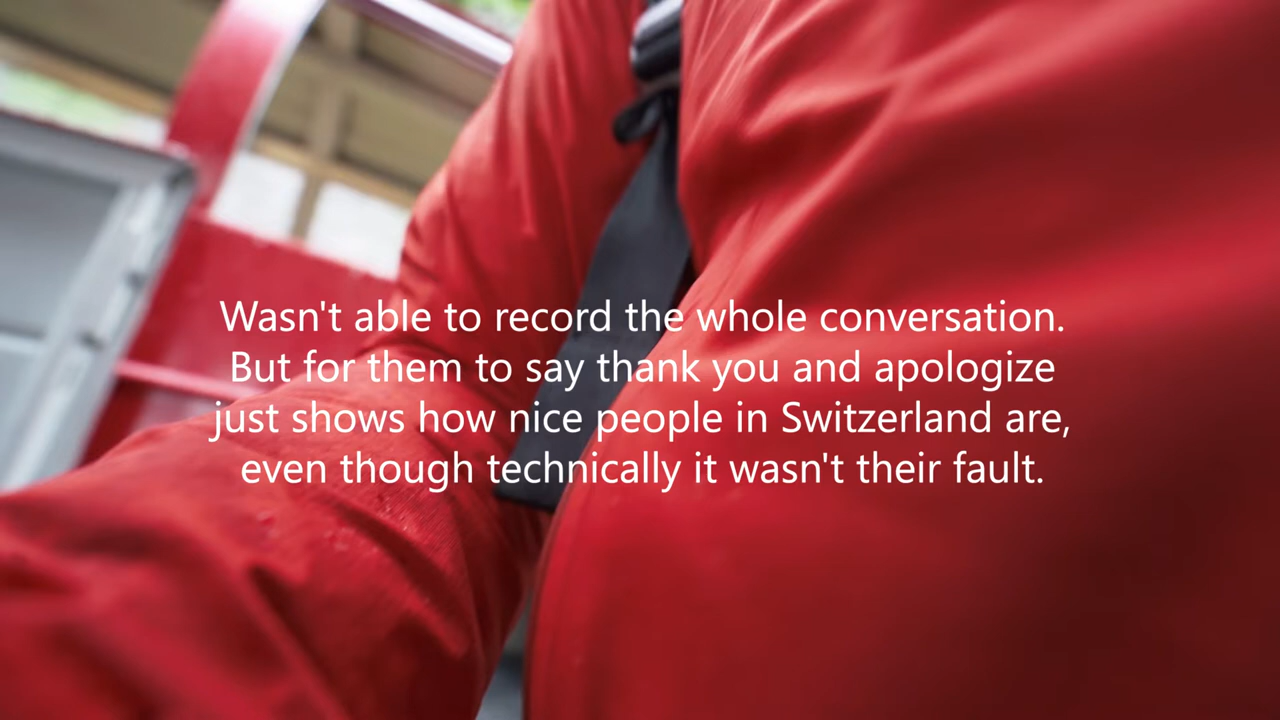 Wasn't able to record the whole conversation.
But for them to say thank you and apologize
just shows how nice people in Switzerland are,
even though technically it wasn't their fault.